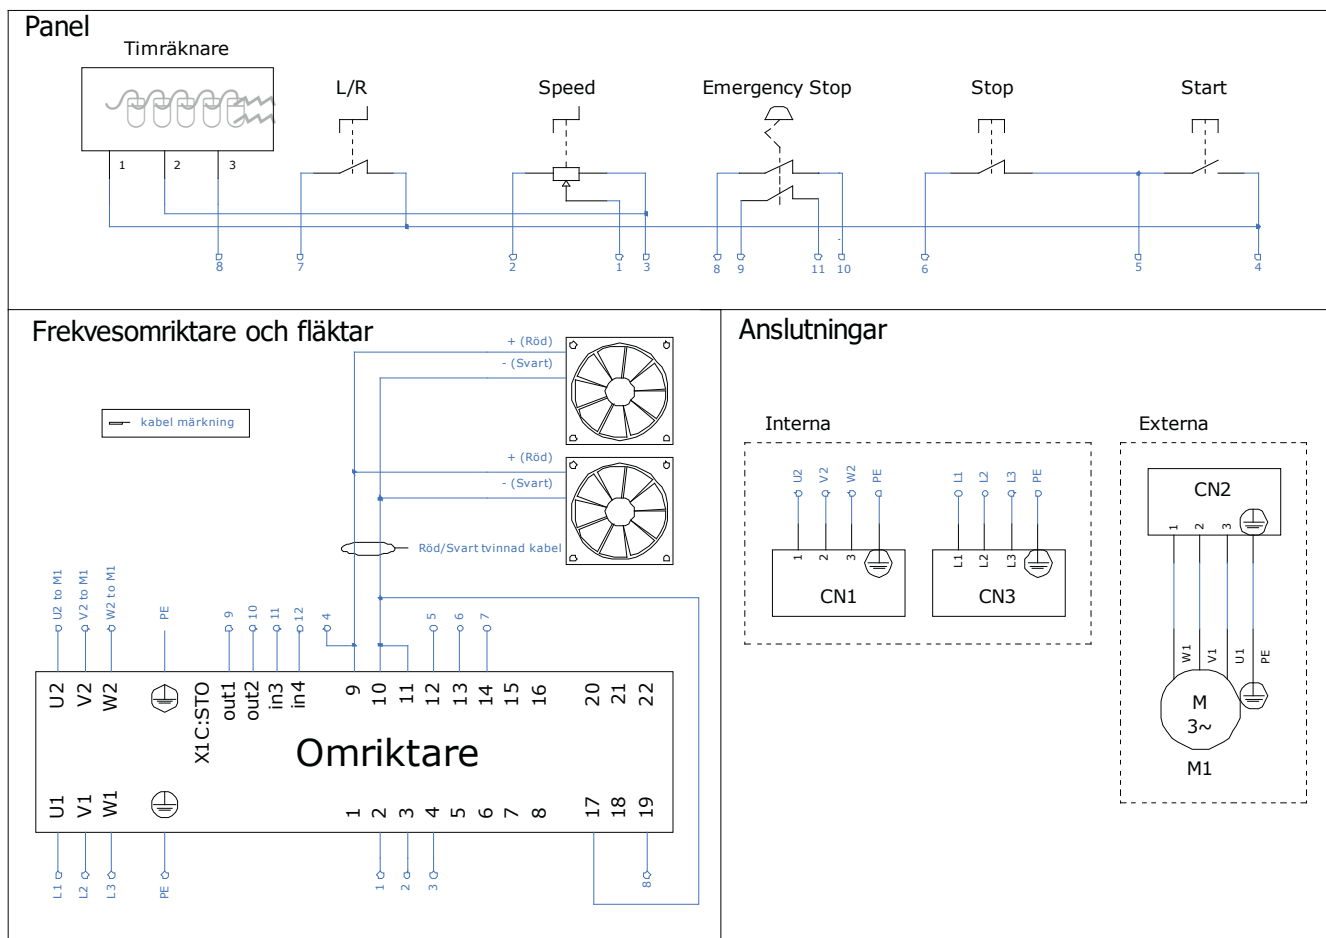 Panel
Timräknare
L/R
Speed
Emergency Stop
Stop
Start
1
2
3
8
7
2
1
3
8
9
11
10
6
5
4
Frekvesomriktare och fläktar
+ (Röd)
- (Svart)
kabel märkning
+ (Röd)
- (Svart)
Röd/Svart tvinnad kabel
U2 to M1
V2 to M1
W2 to M1
PE
9
10
11
12
4
5
6
7
U2
V2
W2
X1C:STO
out1
out2
in3
in4
9
10
11
12
13
14
15
16
20
21
22
Omriktare
U1
V1
W1
1
2
3
4
5
6
7
8
17
18
19
L1
L2
L3
PE
1
2
3
8
Anslutningar
Interna
U2
V2
W2
PE
1
2
3
CN1
L1
L2
L3
PE
L1
L2
L3
CN3
Externa
CN2
1
2
3
W1
V1
U1
PE
M
3~
M1